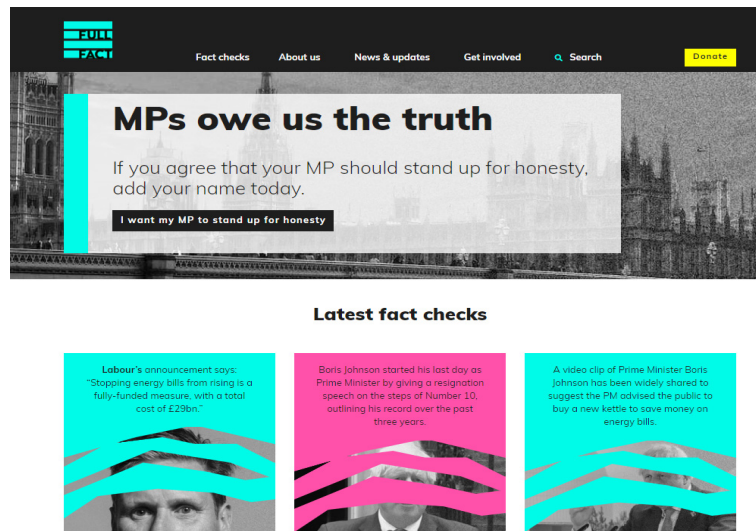 FULL
FACT
Fact checks About us News & updates Get involved Search Donate
MPs owe us the truth
If you agree that your MP should stand up for honesty,
add your name today.
I want my MP to stand up for honesty
Latest fact checks
Labour's announcement says:
“Stopping energy bills from rising is a
fully-funded measure, with a total
cost of £29bn.”
Boris Johnson started his last day as
Prime Minister by giving a resignation
speech on the steps of Number 10,
outlining his record over the past
three years.
A video clip of Prime Minister Boris
Johnson has been widely shared to
suggest the PM advised the public to
buy a new kettle to save money on
energy bills.